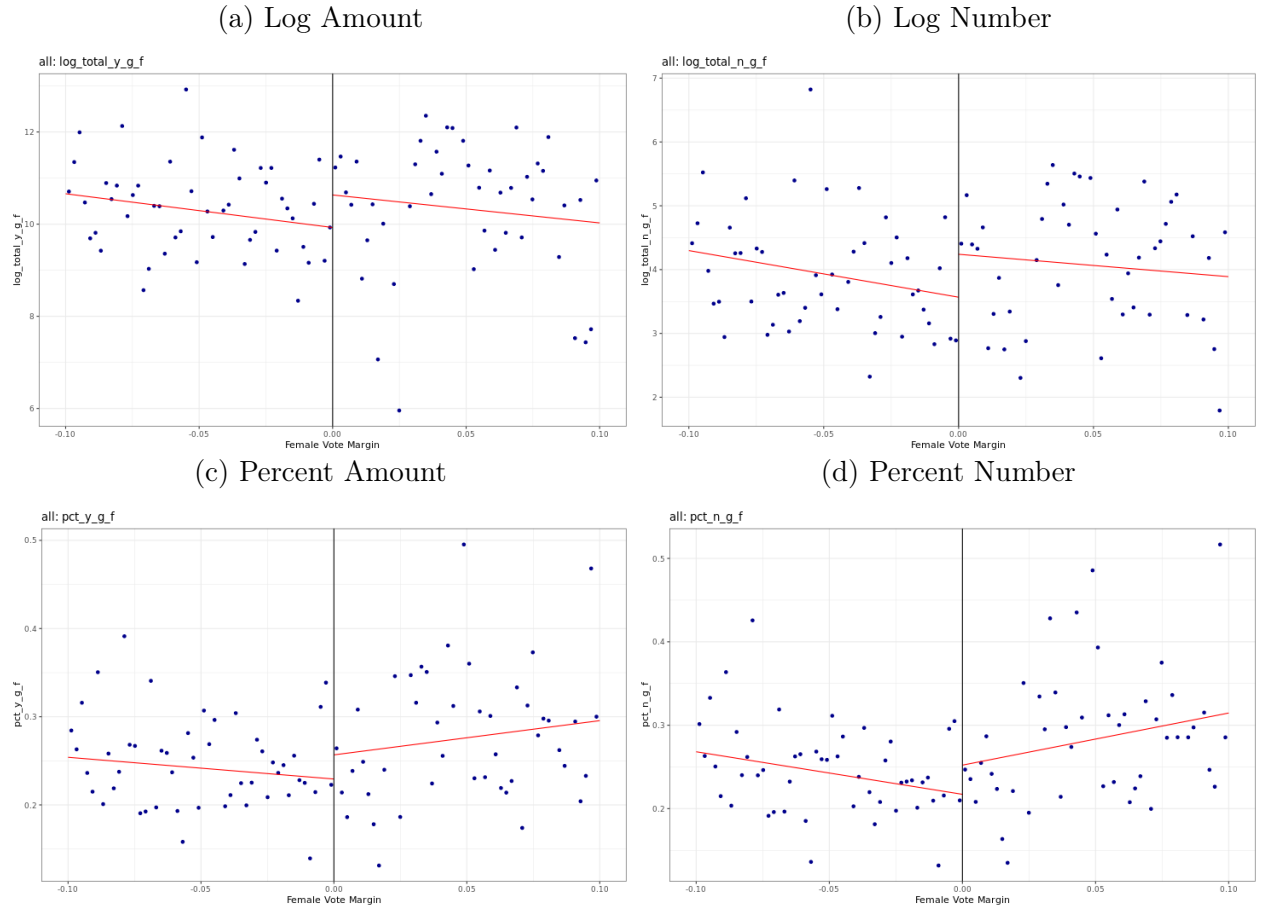 (a) Log Amount
all: log_total_y_g_f
log_total_y_g_f
12
10
8
6
-0.10
-0.05
0.00
0.05
0.10
Female Vote Margin
(b) Log Number
all: log_total_n_g_f
log_total_n_g_f
7
6
5
4
3
2
-0.10
-0.05
0.00
0.05
0.10
Female Vote Margin
(c) Percent Amount
all: pct_y_g_f
pct_y_g_f
0.5
0.4
0.3
0.2
-0.10
-0.05
0.00
0.05
0.10
Female Vote Margin
(d) Percent Number
all: pct_n_g_f
pct_n_g_f
0.5
0.4
0.3
0.2
-0.10
-0.05
0.00
0.05
0.10
Female Vote Margin